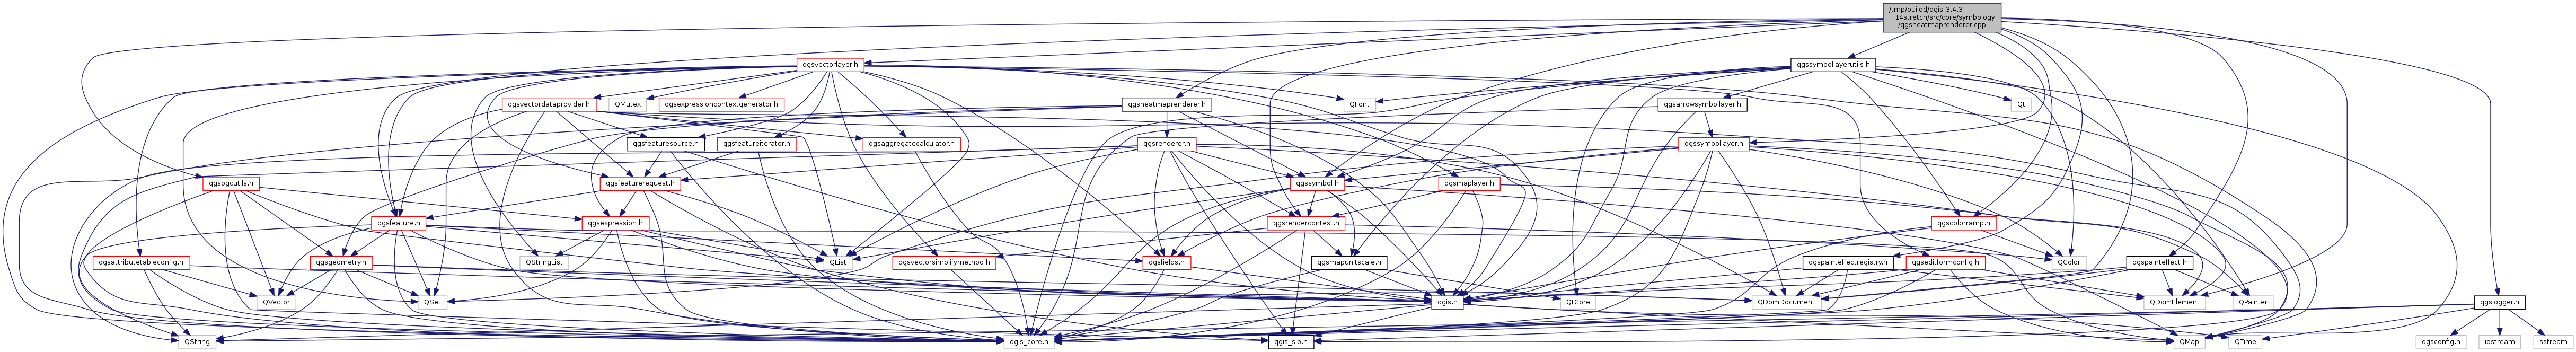 /tmp/buildd/qgis-3.4.3
+14stretch/src/core/symbology
/qgsheatmaprenderer.cpp
qgsvectorlayer.h
qgssymbollayerutils.h
qgsvectordataprovider.h
QMutex
qgsexpressioncontextgenerator.h
qgsheatmaprenderer.h
QFont
qgsarrowsymbollayer.h
Qt
qgsfeaturesource.h
qgsfeatureiterator.h
qgsaggregatecalculator.h
qgsrenderer.h
qgssymbollayer.h
qgsogcutils.h
qgsfeaturerequest.h
qgssymbol.h
qgsmaplayer.h
qgsfeature.h
qgsexpression.h
qgsrendercontext.h
qgscolorramp.h
qgsattributetableconfig.h
qgsgeometry.h
QStringList
QList
qgsvectorsimplifymethod.h
qgsfields.h
qgsmapunitscale.h
qgspainteffectregistry.h
qgseditformconfig.h
QColor
qgspainteffect.h
QVector
QSet
qgis.h
QtCore
QDomDocument
QDomElement
QPainter
qgslogger.h
QString
qgis_core.h
qgis_sip.h
QMap
QTime
qgsconfig.h
iostream
sstream